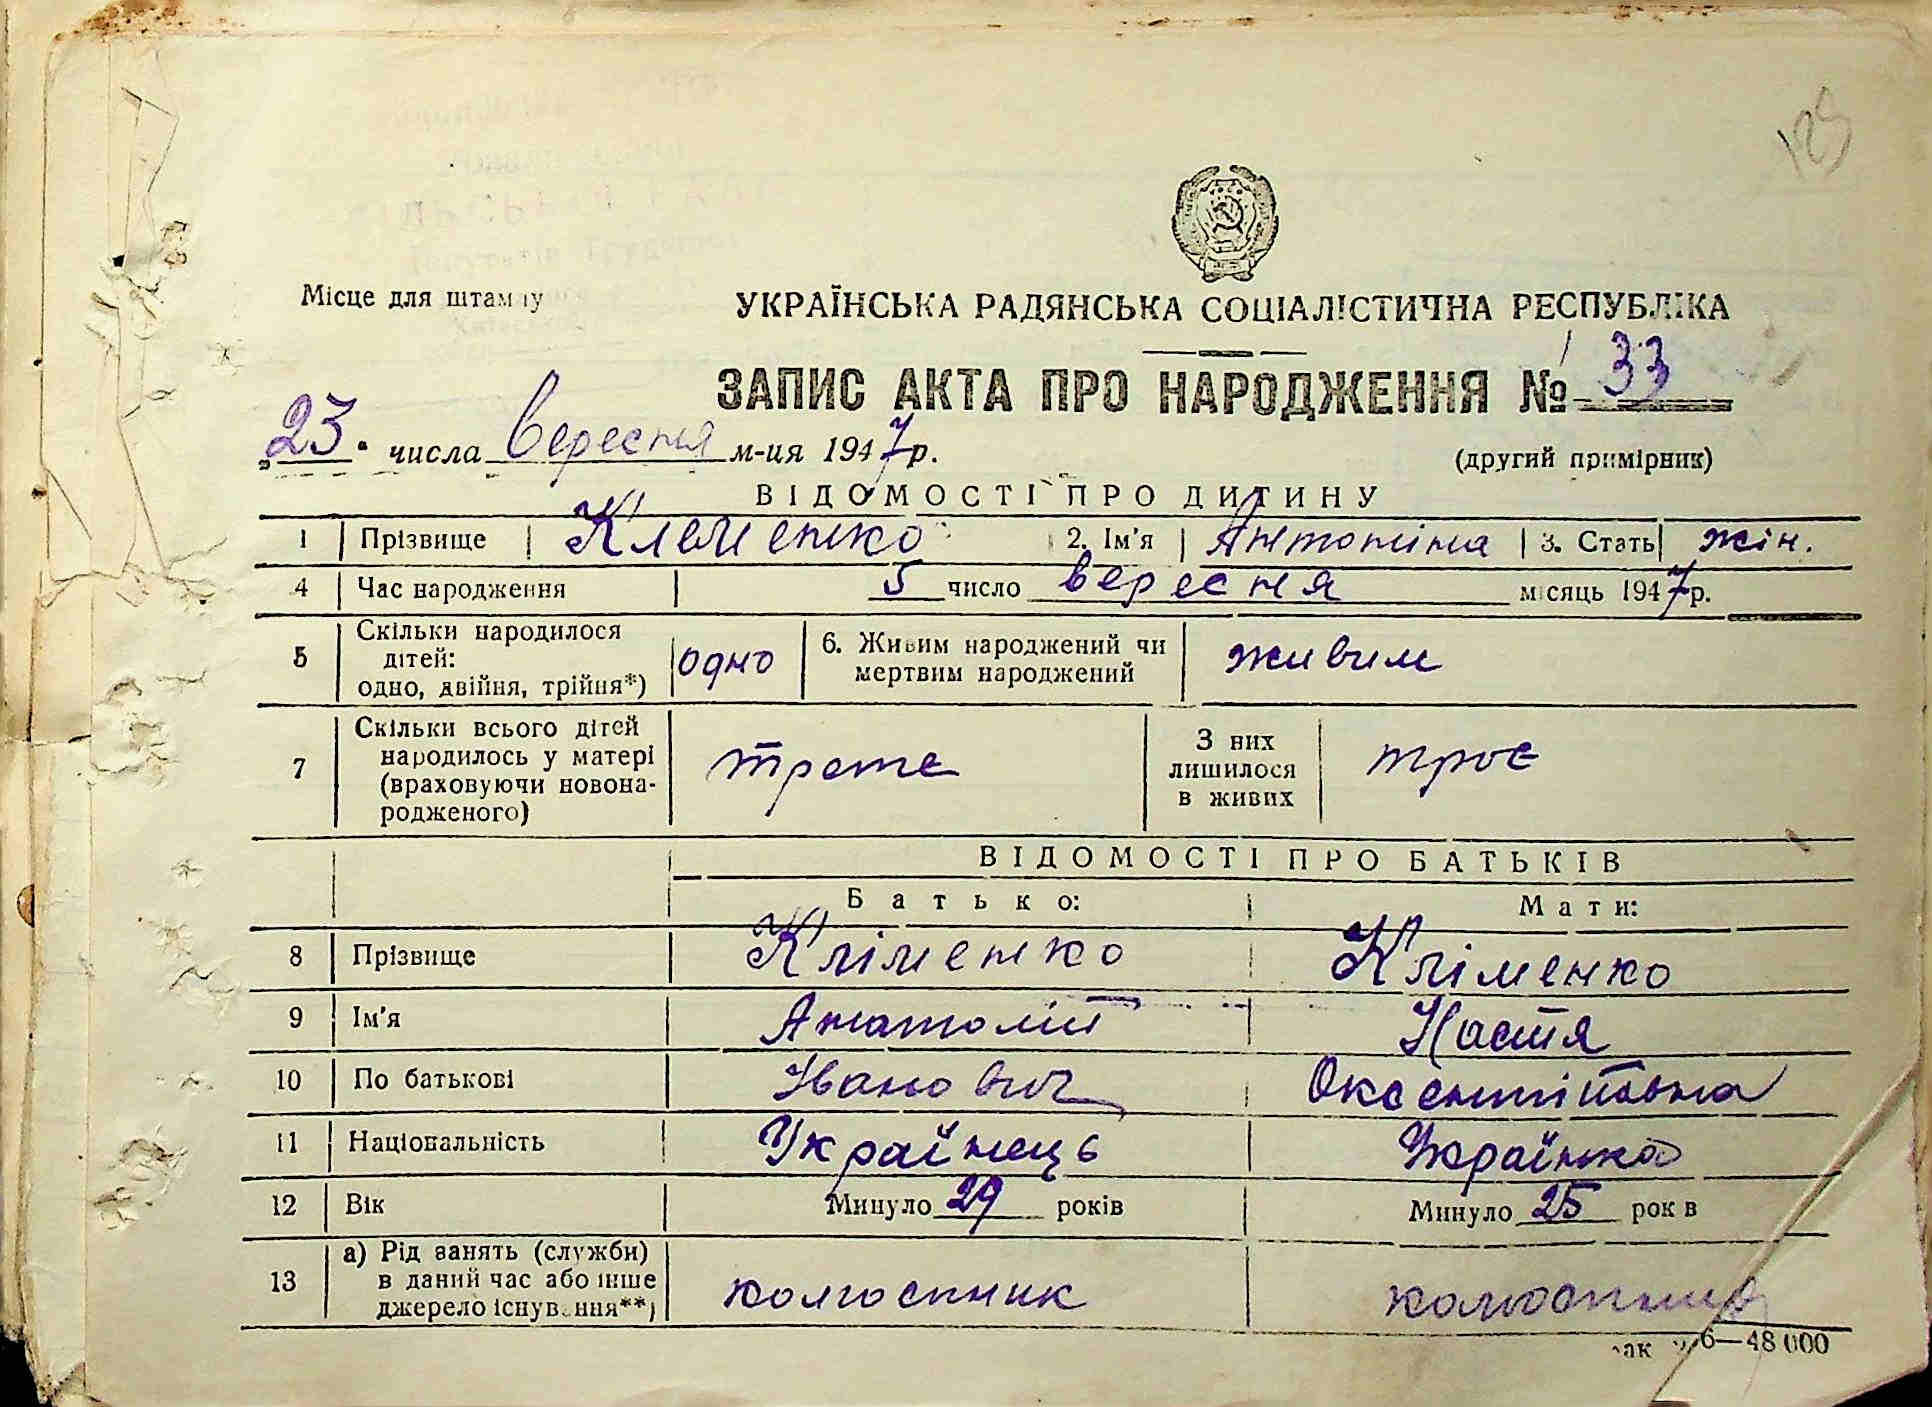 125
Місце для штампу
УКРАЇНСЬКА РАДЯНСЬКА СОЦІАЛІСТИЧНА РЕСПУБЛІКА
ЗАПИС АКТА ПРО НАРОДЖЕННЯ № 33
„23" числа Вересня м-ця 1947 р.
(другий примірник)
ВІДОМОСТІ ПРО ДИТИНУ
1 Прізвище Клеменко 2. Ім'я Антоніна 3. Стать жін.
4 Час народження 5 число вересня місяць 1947 р.
5 Скільки народилося дітей: одно, двійня, трійня*) одно 6. Живим народжений чи мертвим народжений живим
7 Скільки всього дітей народилось у матері (враховуючи новонародженого) трете З них лишилося в живих троє
ВІДОМОСТІ ПРО БАТЬКІВ
Батько: Мати:
8 Прізвище Кліменко Кліменко
9 Ім'я Анатолій Настя
10 По батькові Іванович Оксентіївна
11 Національність Українець Українка
12 Вік Минуло 29 років Минуло 25 років
13 а) Рід занять (служби) в даний час або інше джерело існування**) колгоспник колгоспниця
6—48 000